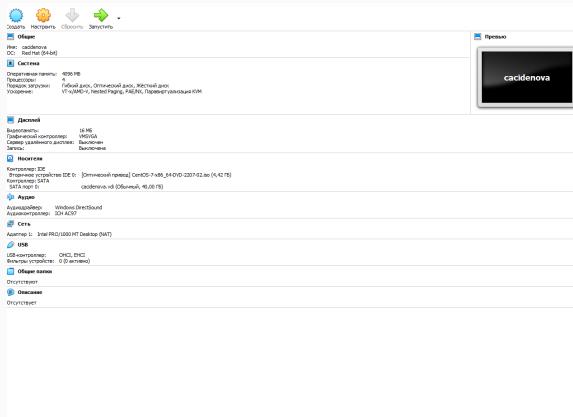 Создать Настроить Сбросить Запустить
Общие
Имя: cacidenova
ОС: Red Hat (64-bit)
Система
Оперативная память: 4096 МБ
Процессоры: 4
Порядок загрузки: Гибкий диск, Оптический диск, Жёсткий диск
Ускорение: VT-x/AMD-V, Nested Paging, PAE/NX, Паравиртуализация KVM
Превью
cacidenova
Дисплей
Видеопамять: 16 МБ
Графический контроллер: VMSVGA
Сервер удалённого дисплея: Выключен
Запись: Выключена
Носители
Контроллер: IDE
Вторичное устройство IDE 0: [Оптический привод] CentOS-7-x86_64-DVD-2207-02.iso (4,42 ГБ)
Контроллер: SATA
SATA порт 0: cacidenova.vdi (Обычный, 40,00 ГБ)
Аудио
Аудиодрайвер: Windows DirectSound
Аудиоконтроллер: ICH AC97
Сеть
Адаптер 1: Intel PRO/1000 MT Desktop (NAT)
USB
USB-контроллер: OHCI, EHCI
Фильтры устройств: 0 (0 активно)
Общие папки
Отсутствуют
Описание
Отсутствует